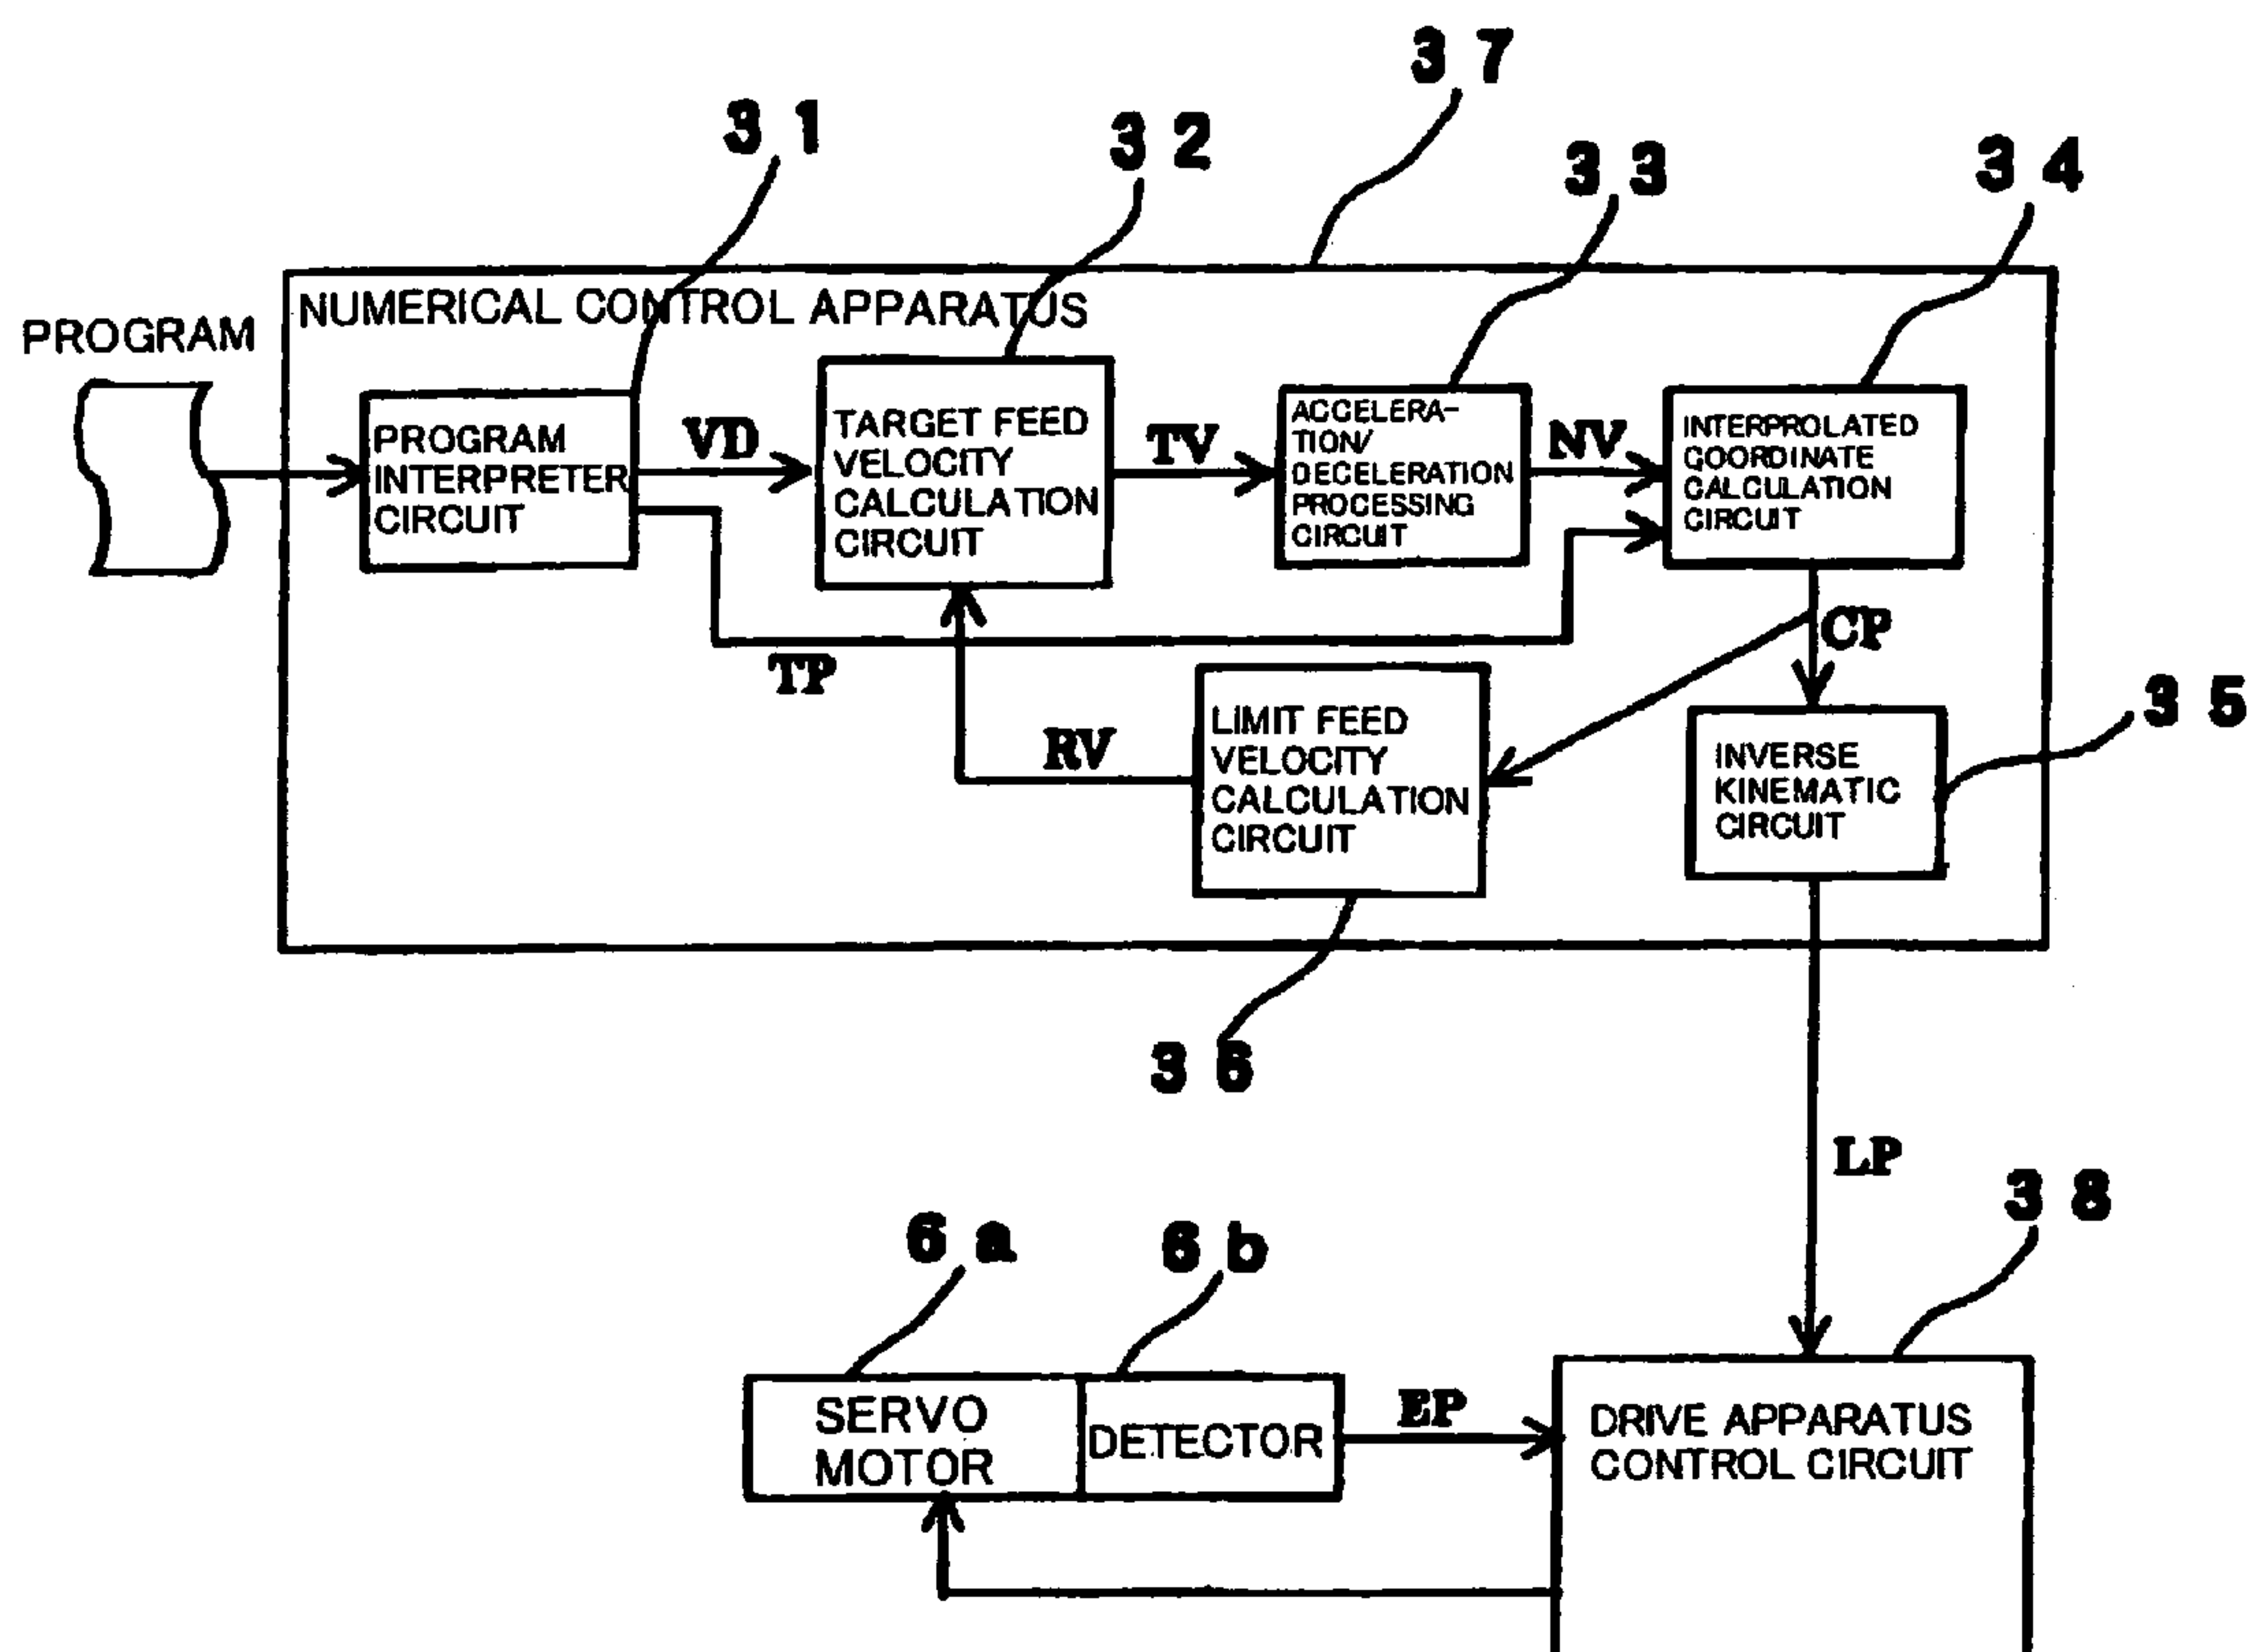 3 7
3 1
3 2
3 3
3 4
NUMERICAL CONTROL APPARATUS
PROGRAM
PROGRAM
INTERPRETER
CIRCUIT
VD
TARGET FEED
VELOCITY
CALCULATION
CIRCUIT
TV
ACCELERA-
TION/
DECELERATION
PROCESSING
CIRCUIT
NV
INTERPROLATED
COORDINATE
CALCULATION
CIRCUIT
TP
CP
RV
LIMIT FEED
VELOCITY
CALCULATION
CIRCUIT
INVERSE
KINEMATIC
CIRCUIT
3 5
3 6
LP
3 8
6 a
6 b
SERVO
MOTOR
DETECTOR
EP
DRIVE APPARATUS
CONTROL CIRCUIT